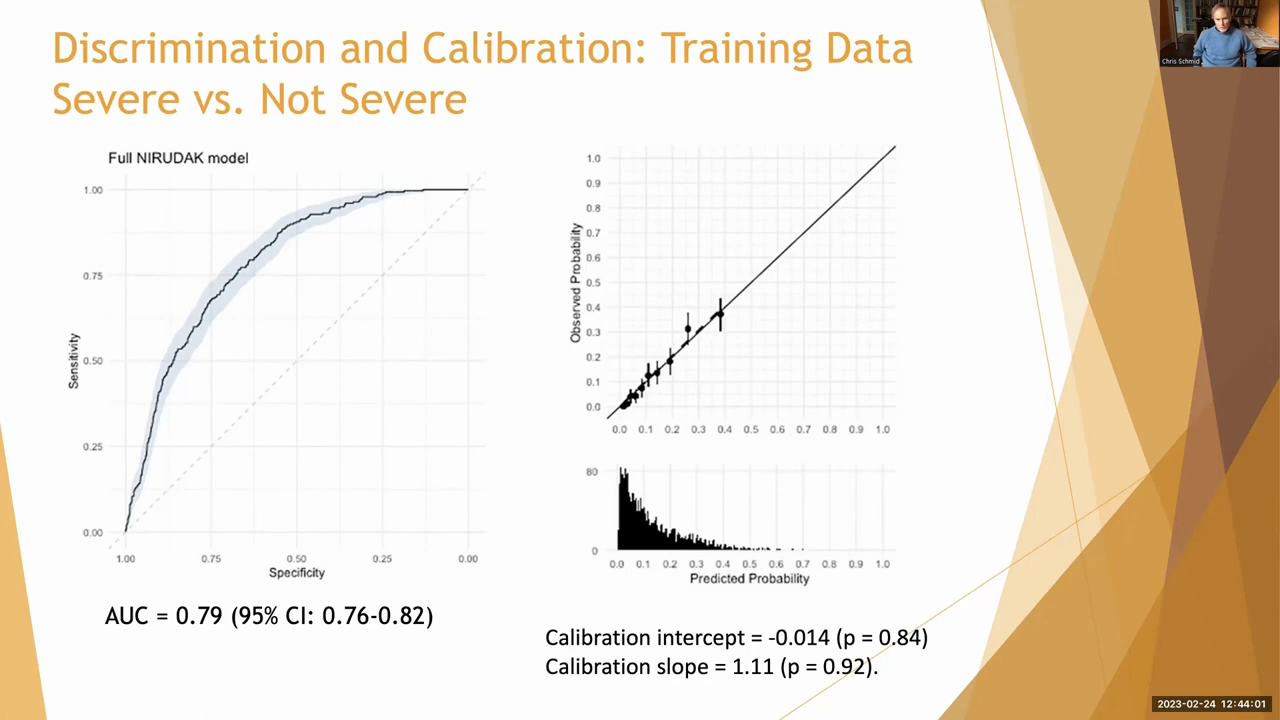 Discrimination and Calibration: Training Data
Severe vs. Not Severe
Chris Schmid
Full NIRUDAK model
1.00
0.75
0.50
0.25
0.00
Sensitivity
1.00 0.75 0.50 0.25 0.00
Specificity
AUC = 0.79 (95% CI: 0.76-0.82)
1.0
0.9
0.8
0.7
0.6
0.5
0.4
0.3
0.2
0.1
0.0
Observed Probability
0.0 0.1 0.2 0.3 0.4 0.5 0.6 0.7 0.8 0.9 1.0
80
0
0.0 0.1 0.2 0.3 0.4 0.5 0.6 0.7 0.8 0.9 1.0
Predicted Probability
Calibration intercept = -0.014 (p = 0.84)
Calibration slope = 1.11 (p = 0.92).
2023-02-24 12:44:01